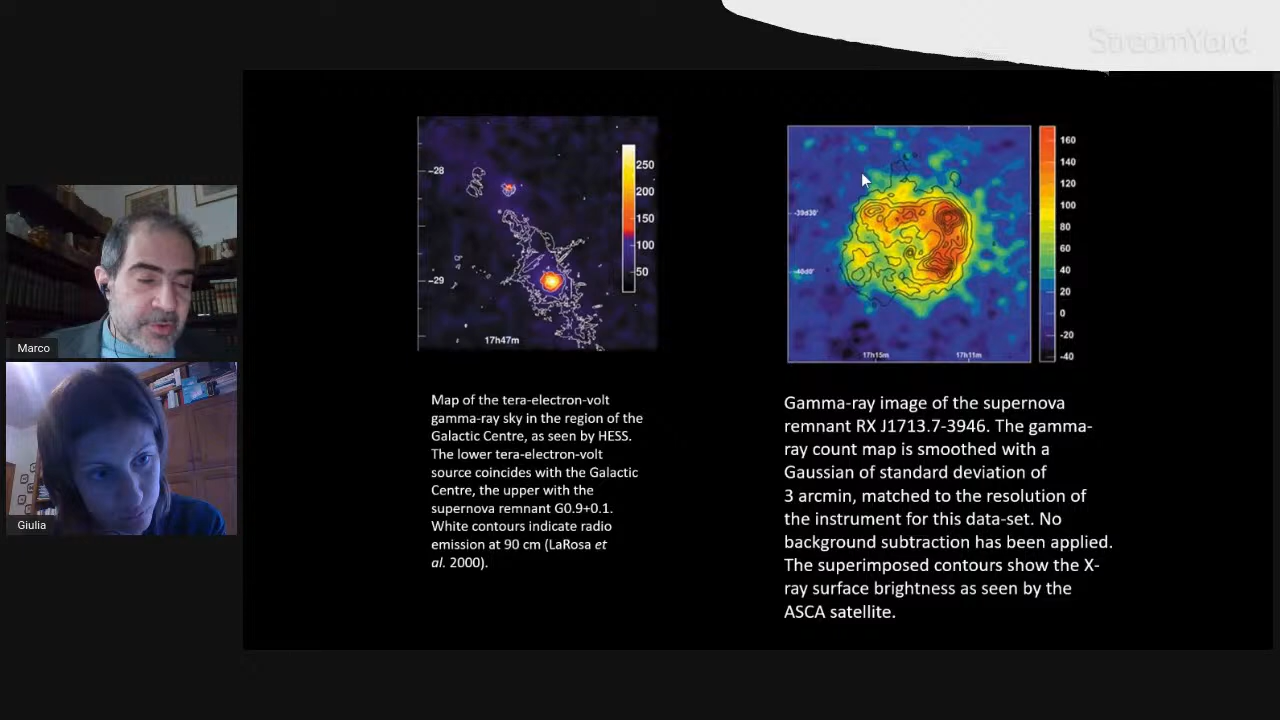 StreamYard
-28
-29
17h47m
250
200
150
100
50
-39d30'
-40d0'
17h15m
17h11m
160
140
120
100
80
60
40
20
0
-20
-40
Marco
Giulia
Map of the tera-electron-volt
gamma-ray sky in the region of the
Galactic Centre, as seen by HESS.
The lower tera-electron-volt
source coincides with the Galactic
Centre, the upper with the
supernova remnant G0.9+0.1.
White contours indicate radio
emission at 90 cm (LaRosa et
al. 2000).
Gamma-ray image of the supernova
remnant RX J1713.7-3946. The gamma-
ray count map is smoothed with a
Gaussian of standard deviation of
3 arcmin, matched to the resolution of
the instrument for this data-set. No
background subtraction has been applied.
The superimposed contours show the X-
ray surface brightness as seen by the
ASCA satellite.